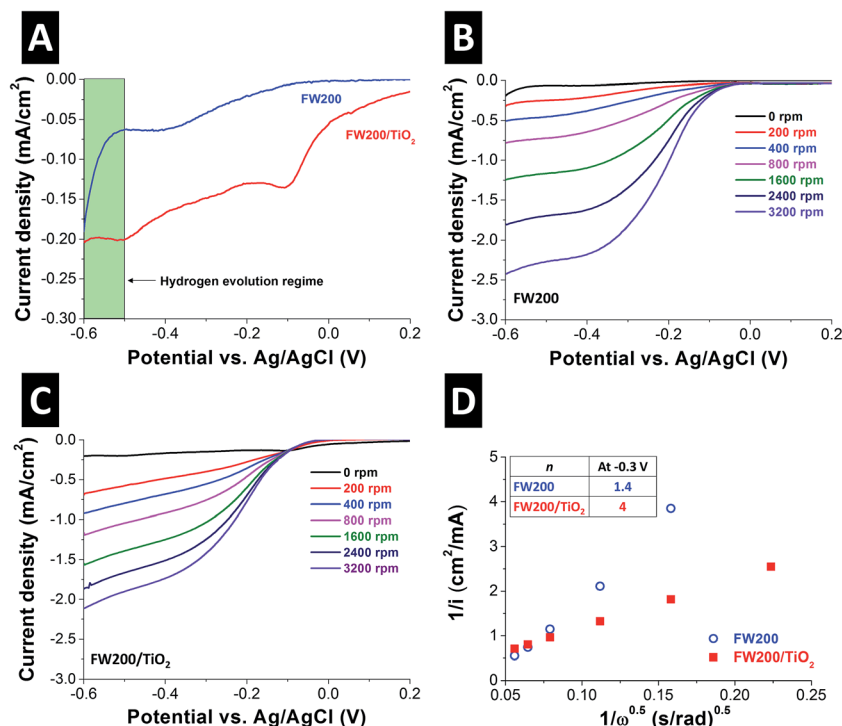 A
0.00
-0.05
-0.10
-0.15
-0.20
-0.25
-0.30
Current density (mA/cm²)
FW200
FW200/TiO₂
Hydrogen evolution regime
-0.6 -0.4 -0.2 0.0 0.2
Potential vs. Ag/AgCl (V)
B
0.0
-0.5
-1.0
-1.5
-2.0
-2.5
-3.0
Current density (mA/cm²)
0 rpm
200 rpm
400 rpm
800 rpm
1600 rpm
2400 rpm
3200 rpm
FW200
-0.6 -0.4 -0.2 0.0 0.2
Potential vs. Ag/AgCl (V)
C
0.0
-0.5
-1.0
-1.5
-2.0
-2.5
-3.0
Current density (mA/cm²)
0 rpm
200 rpm
400 rpm
800 rpm
1600 rpm
2400 rpm
3200 rpm
FW200/TiO₂
-0.6 -0.4 -0.2 0.0 0.2
Potential vs. Ag/AgCl (V)
D
5
4
3
2
1
0
1/i (cm²/mA)
n At -0.3 V
FW200 1.4
FW200/TiO₂ 4
FW200
FW200/TiO₂
0.05 0.10 0.15 0.20 0.25
1/ω^0.5 (s/rad)^0.5